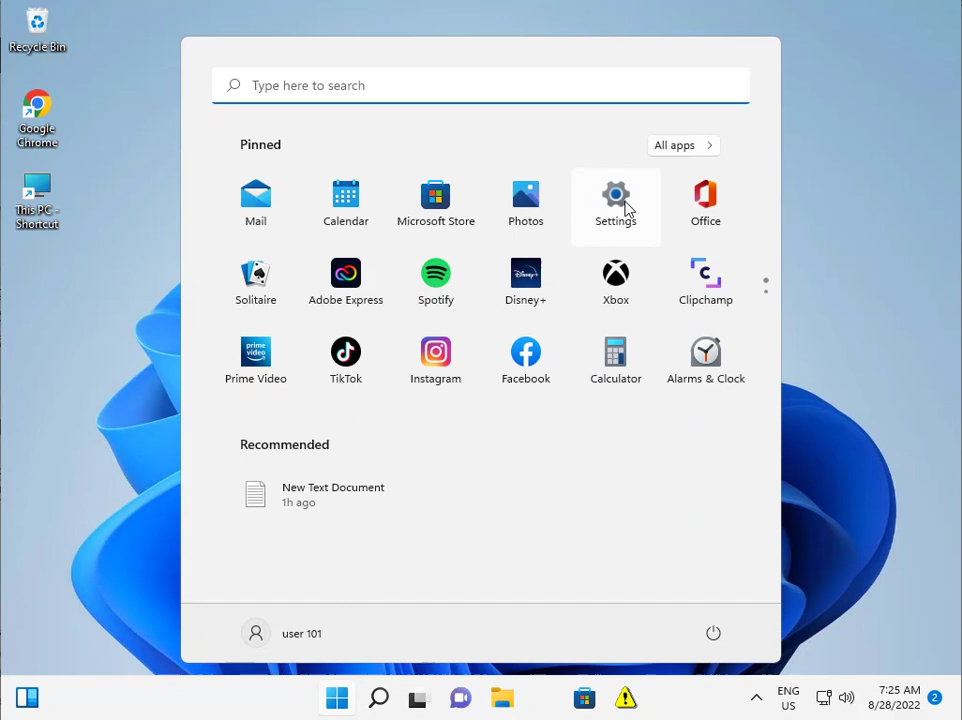 Recycle Bin
Google
Chrome
This PC -
Shortcut
Type here to search
Pinned
All apps
Mail
Calendar
Microsoft Store
Photos
Settings
Office
Solitaire
Adobe Express
Spotify
Disney+
Xbox
Clipchamp
prime video
Prime Video
TikTok
Instagram
Facebook
Calculator
Alarms & Clock
Recommended
New Text Document
1h ago
user 101
ENG
US
7:25 AM
8/28/2022
2